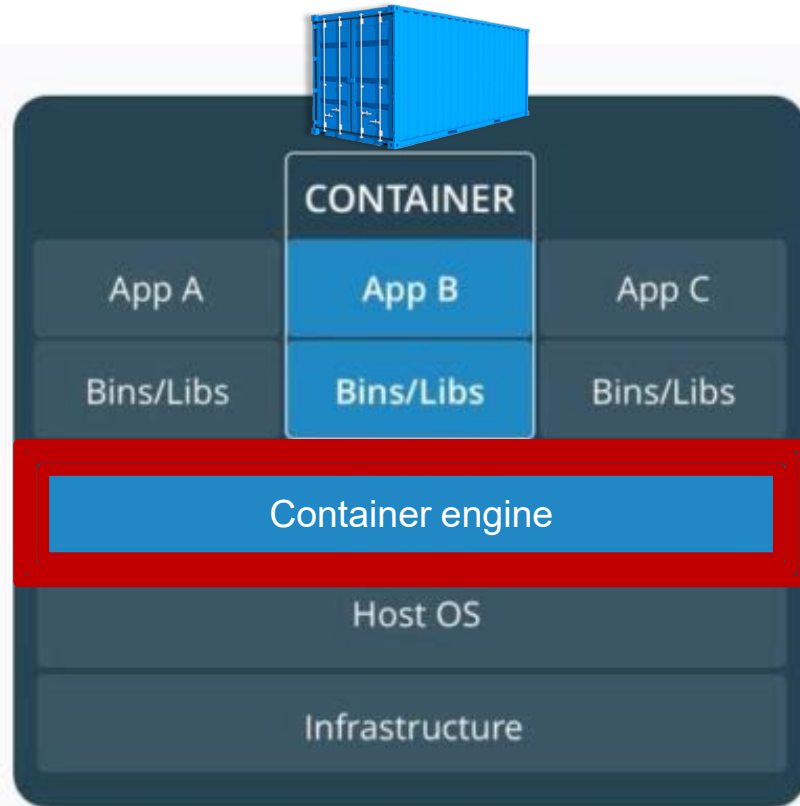 CONTAINER
App A
App B
App C
Bins/Libs
Bins/Libs
Bins/Libs
Container engine
Host OS
Infrastructure